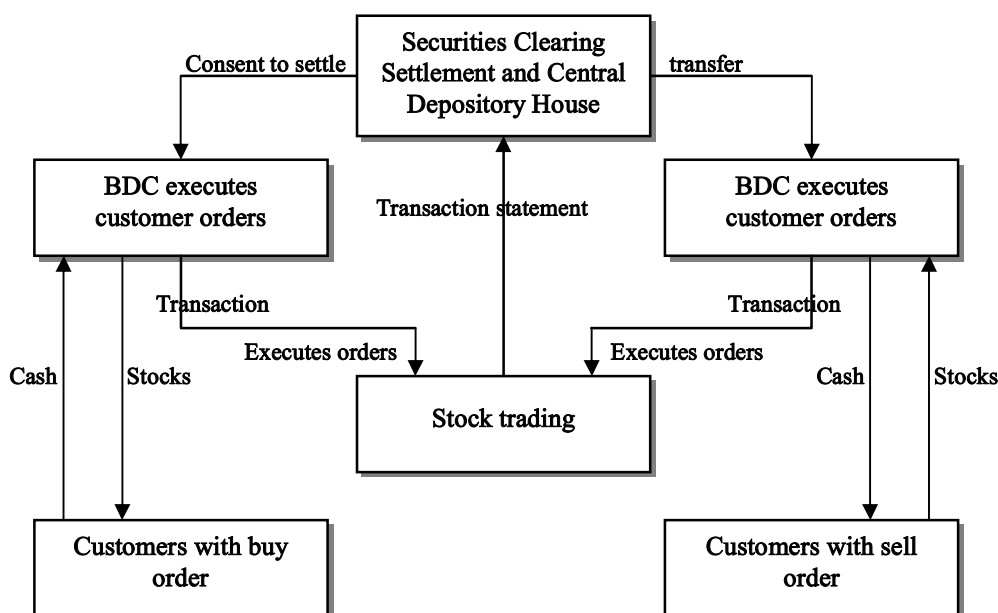 Securities Clearing
Settlement and Central
Depository House
Consent to settle
transfer
BDC executes
customer orders
BDC executes
customer orders
Transaction statement
Transaction
Transaction
Executes orders
Executes orders
Cash
Stocks
Cash
Stocks
Stock trading
Customers with buy
order
Customers with sell
order